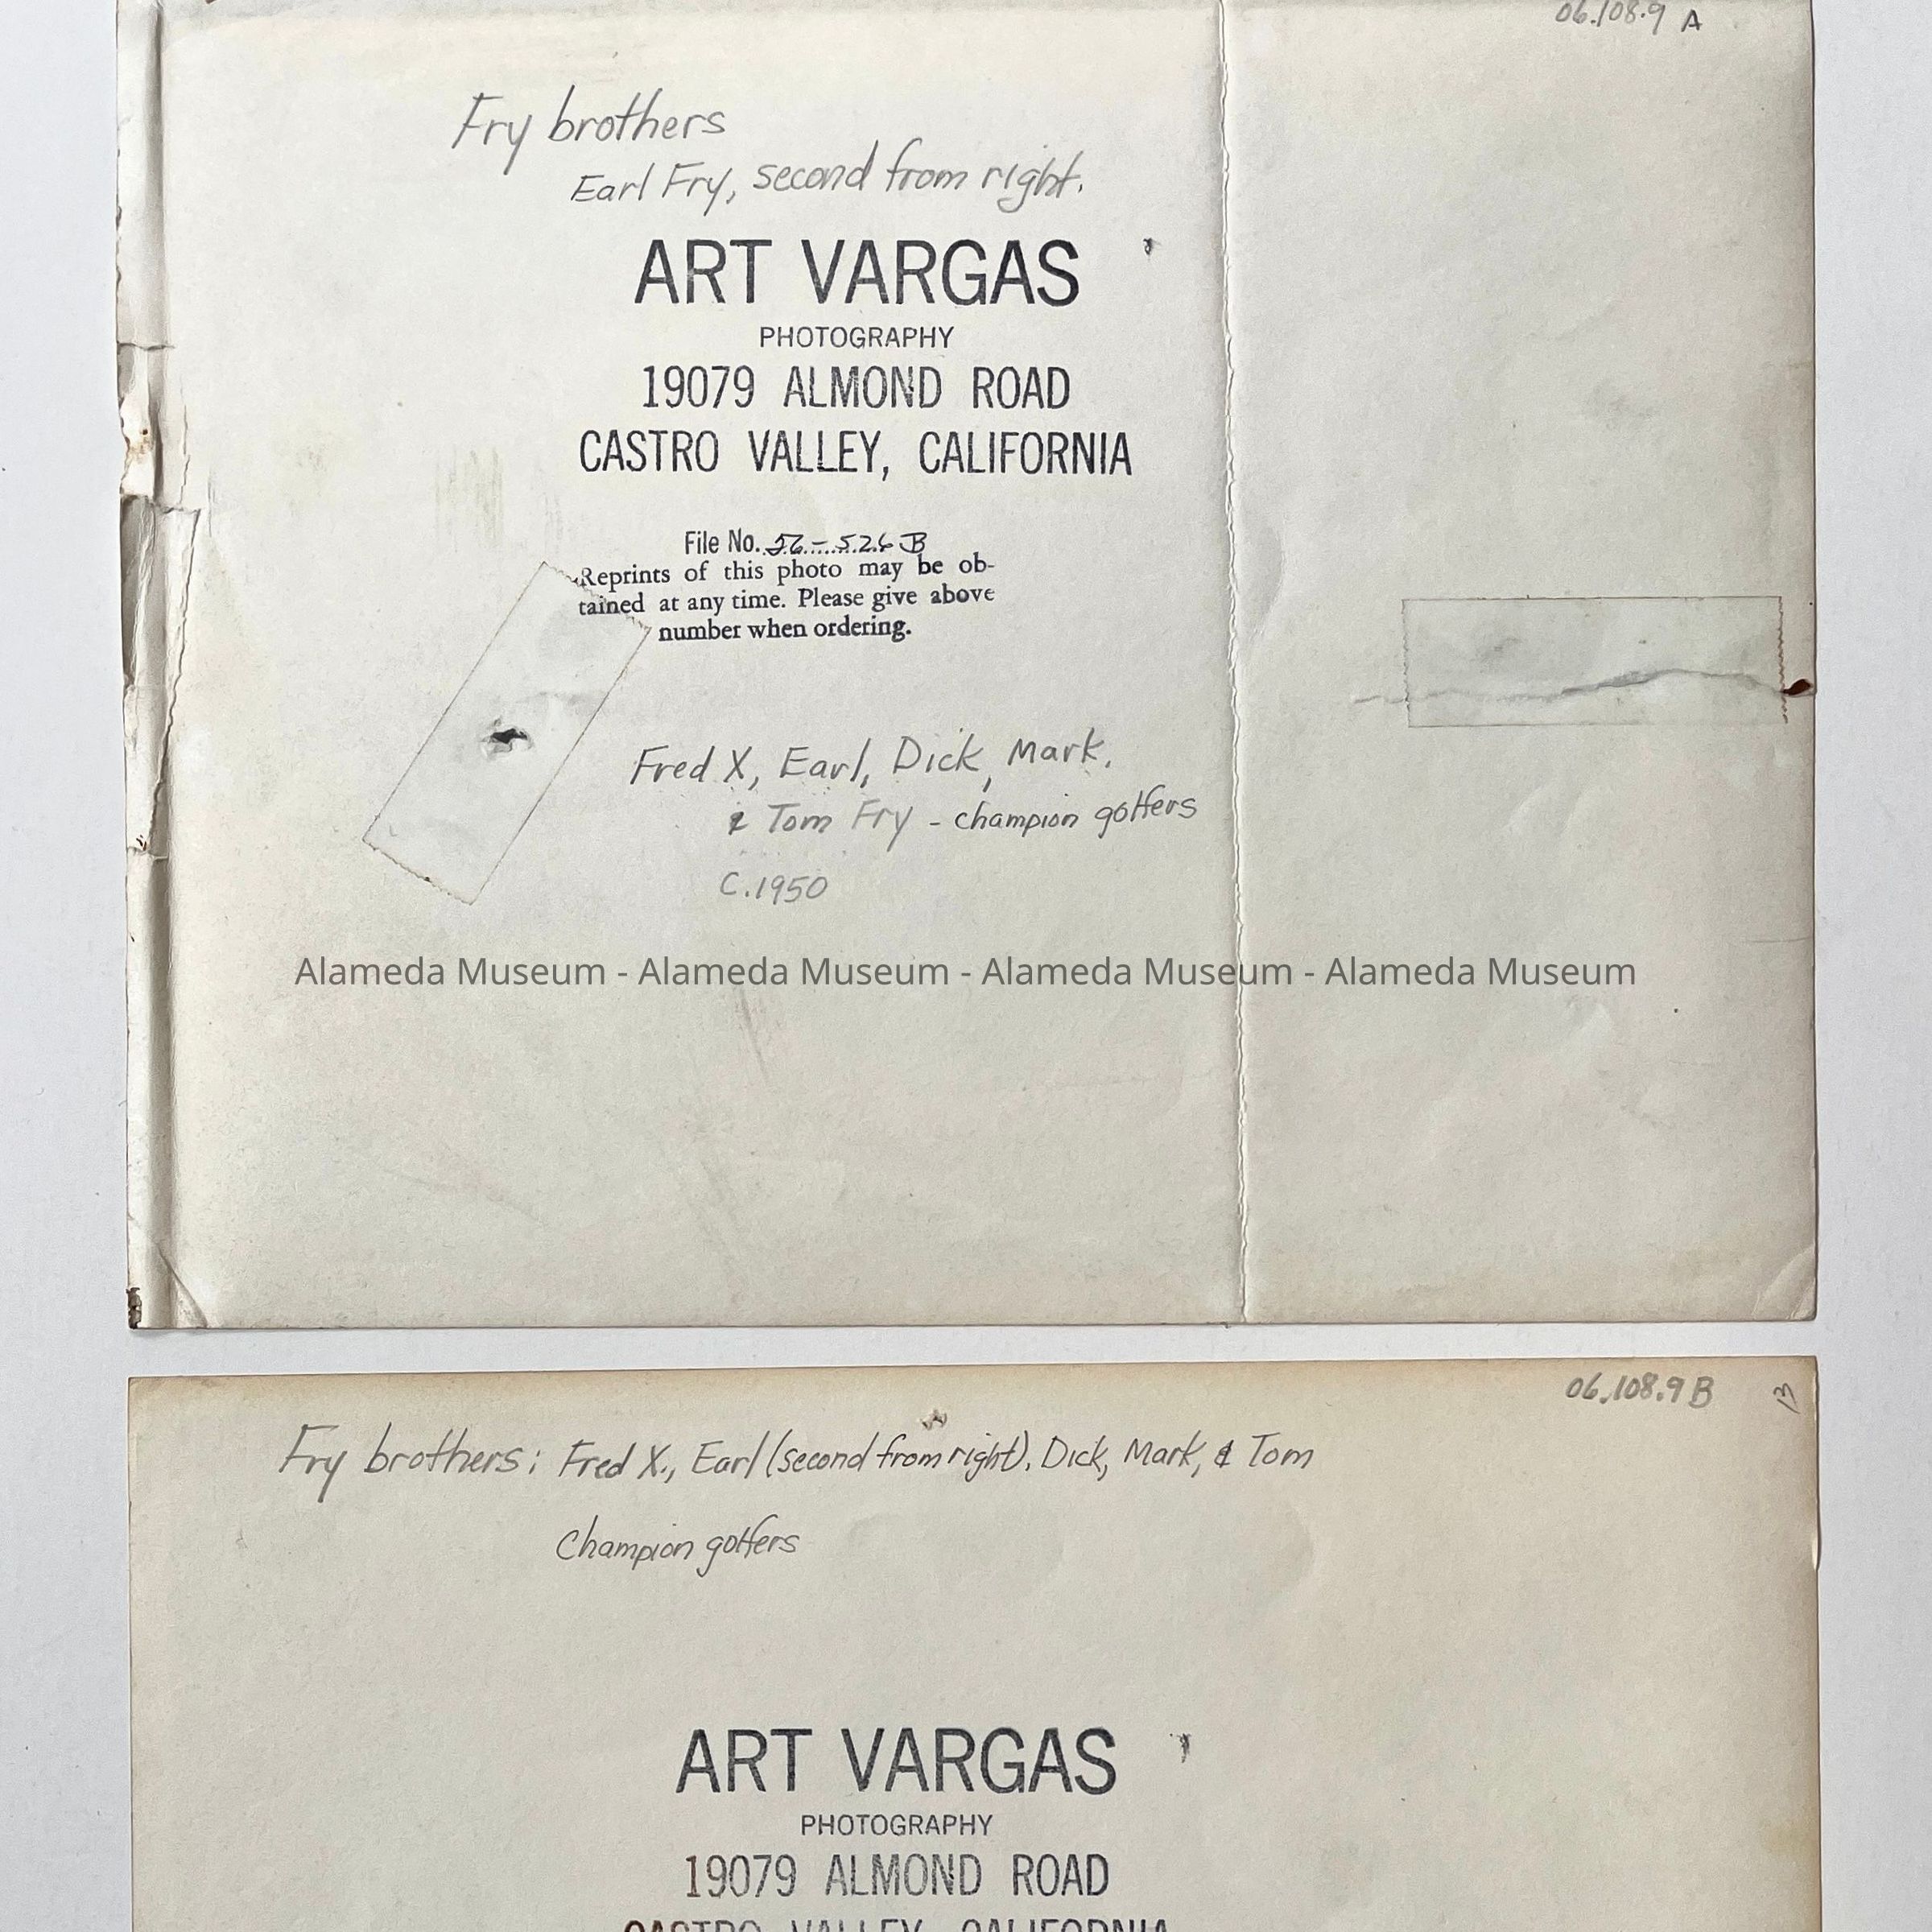 06.108.9 A
Fry brothers
Earl Fry, second from right.
ART VARGAS
PHOTOGRAPHY
19079 ALMOND ROAD
CASTRO VALLEY, CALIFORNIA
File No. 56-526 B
Reprints of this photo may be ob-
tained at any time. Please give above
number when ordering.
Fred X, Earl, Dick, Mark,
& Tom Fry - champion golfers
C.1950
Alameda Museum - Alameda Museum - Alameda Museum - Alameda Museum
06.108.9 B
Fry brothers: Fred X., Earl (second from right), Dick, Mark, & Tom
Champion golfers
ART VARGAS
PHOTOGRAPHY
19079 ALMOND ROAD
CASTRO VALLEY, CALIFORNIA